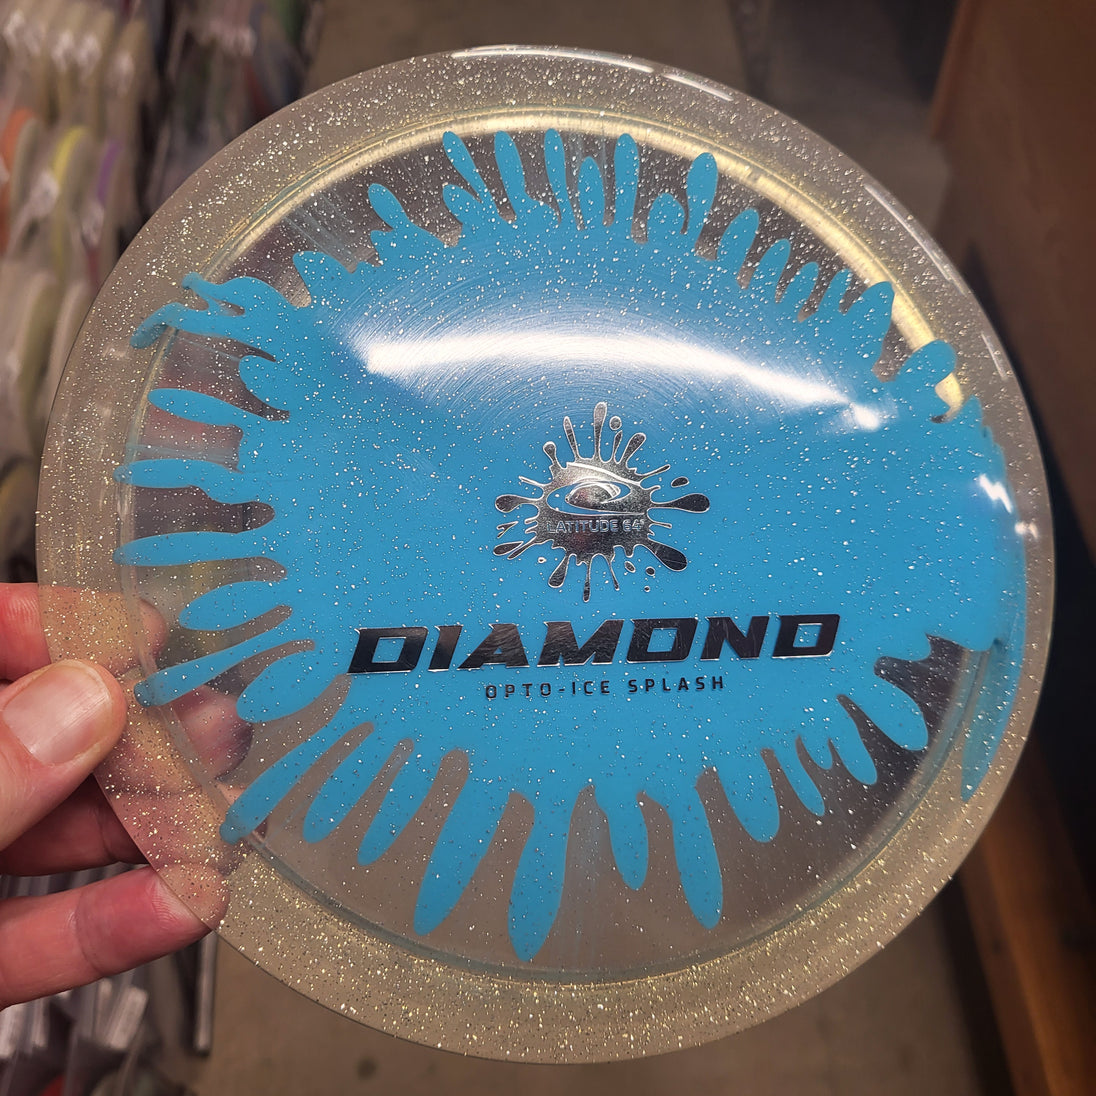 LATITUDE 64°
DIAMOND
OPTO-ICE SPLASH